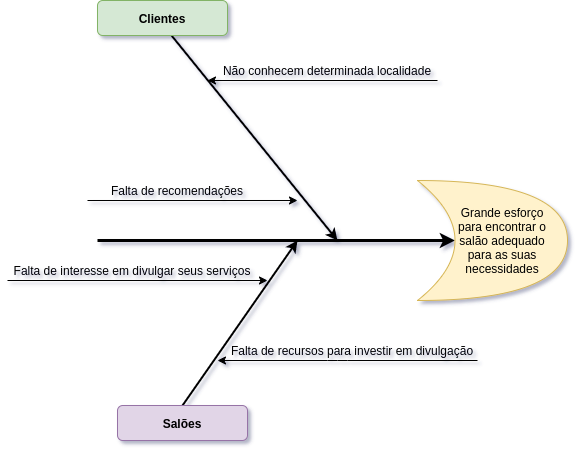 Clientes
Não conhecem determinada localidade
Falta de recomendações
Grande esforço
para encontrar o
salão adequado
para as suas
necessidades
Falta de interesse em divulgar seus serviços
Falta de recursos para investir em divulgação
Salões